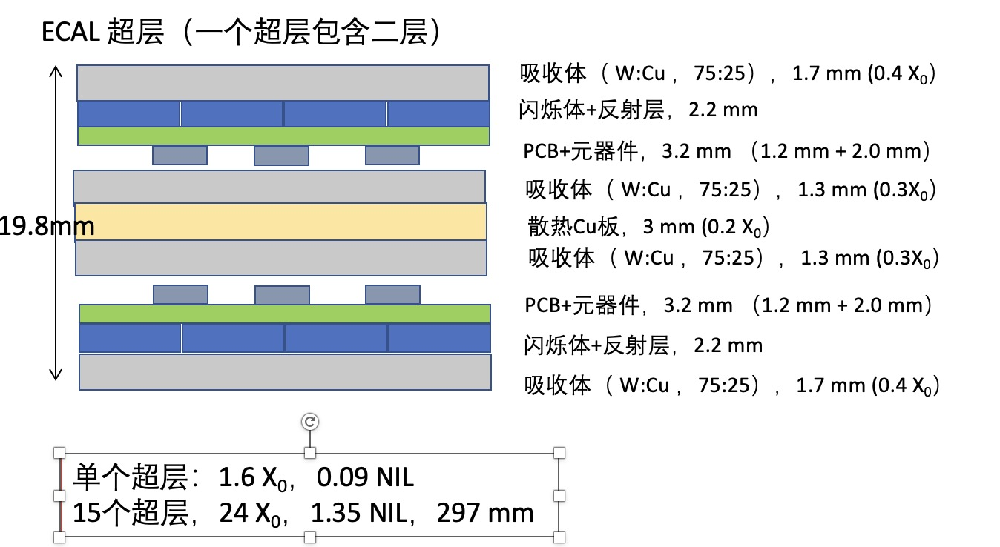 ECAL 超层（一个超层包含二层）
吸收体（ W:Cu ， 75:25），1.7 mm (0.4 X₀)
闪烁体+反射层，2.2 mm
PCB+元器件，3.2 mm （1.2 mm + 2.0 mm）
吸收体（ W:Cu ， 75:25），1.3 mm (0.3X₀)
19.8mm
散热Cu板，3 mm (0.2 X₀)
吸收体（ W:Cu ， 75:25），1.3 mm (0.3X₀)
PCB+元器件，3.2 mm （1.2 mm + 2.0 mm）
闪烁体+反射层，2.2 mm
吸收体（ W:Cu ， 75:25），1.7 mm (0.4 X₀)
单个超层：1.6 X₀，0.09 NIL
15个超层，24 X₀，1.35 NIL，297 mm